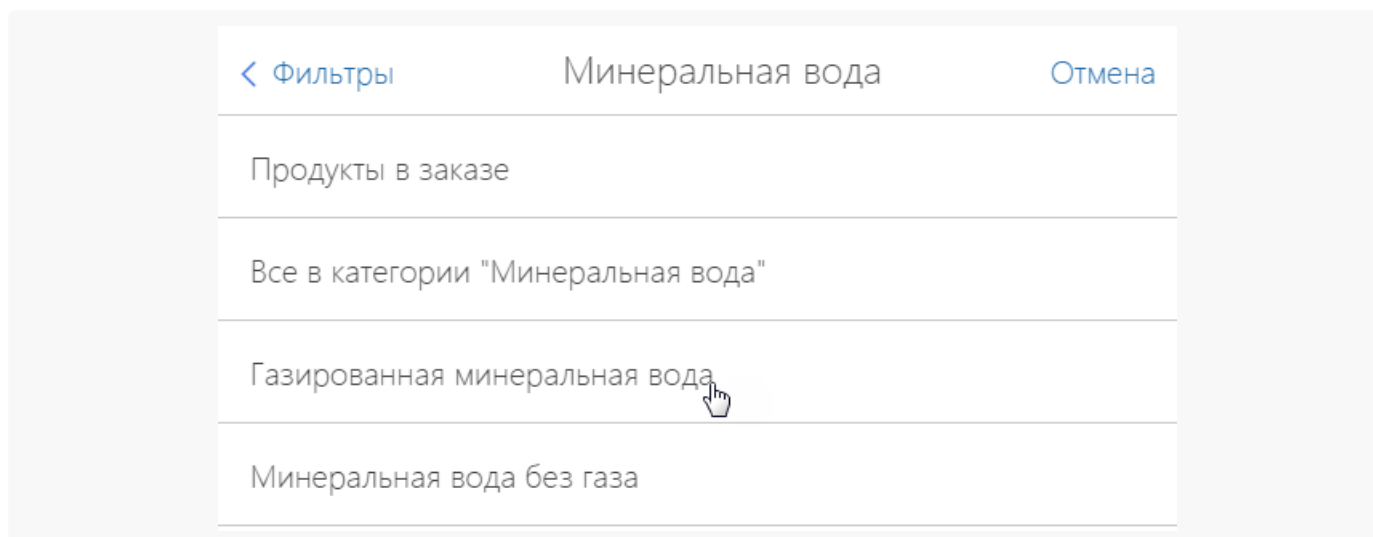 Фильтры Минеральная вода Отмена
Продукты в заказе
Все в категории "Минеральная вода"
Газированная минеральная вода
Минеральная вода без газа